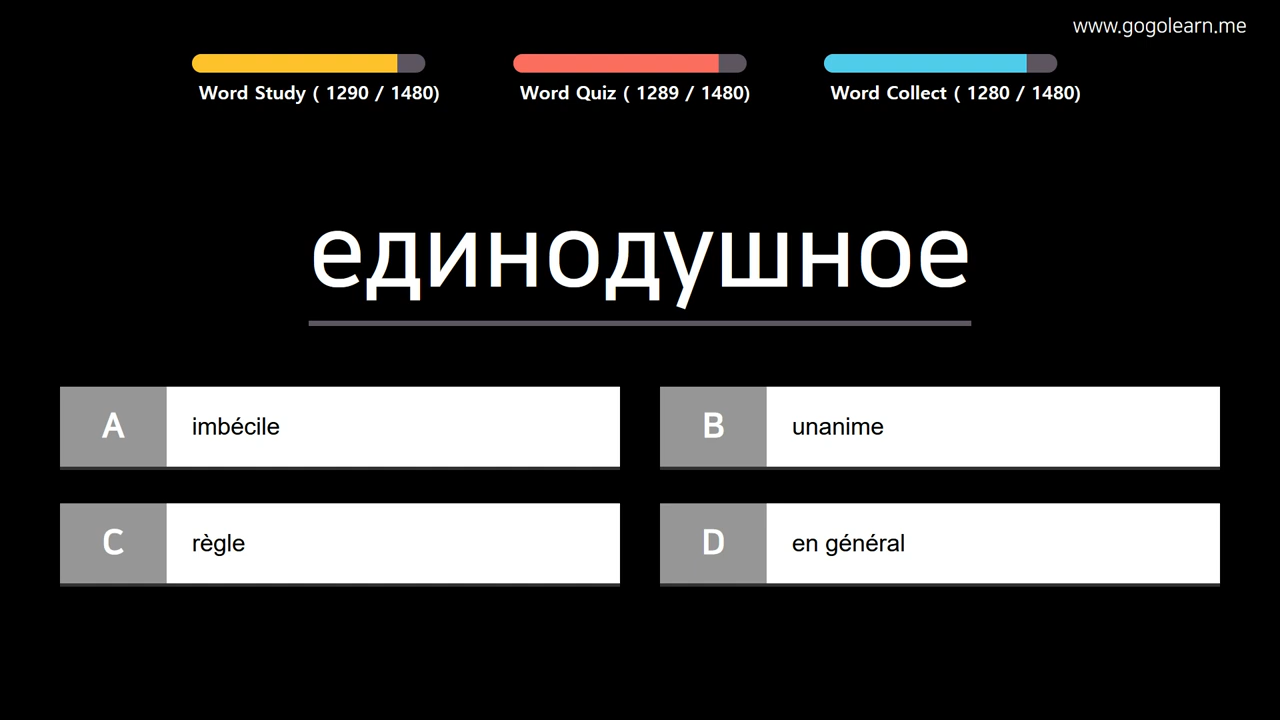 www.gogolearn.me
Word Study ( 1290 / 1480)
Word Quiz ( 1289 / 1480)
Word Collect ( 1280 / 1480)
единодушное
A imbécile
B unanime
C règle
D en général